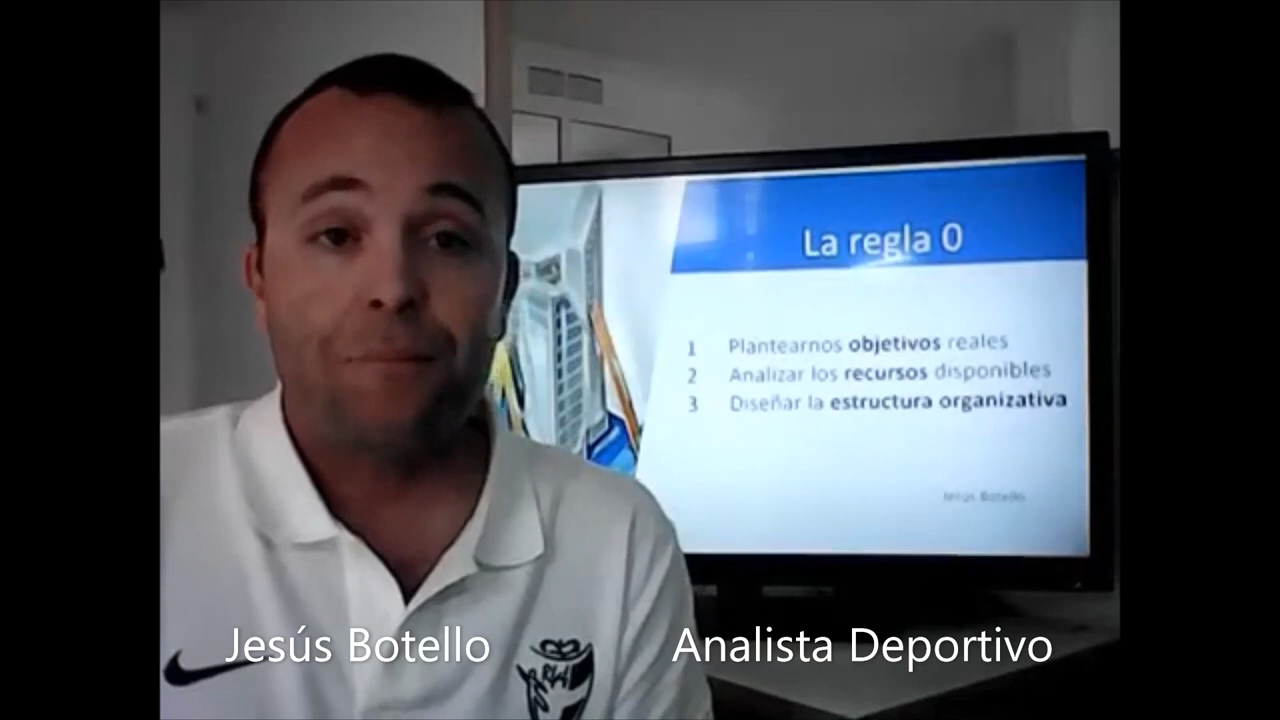 La regla 0
1 Plantearnos objetivos reales
2 Analizar los recursos disponibles
3 Diseñar la estructura organizativa
Jesús Botello
Jesús Botello
Analista Deportivo